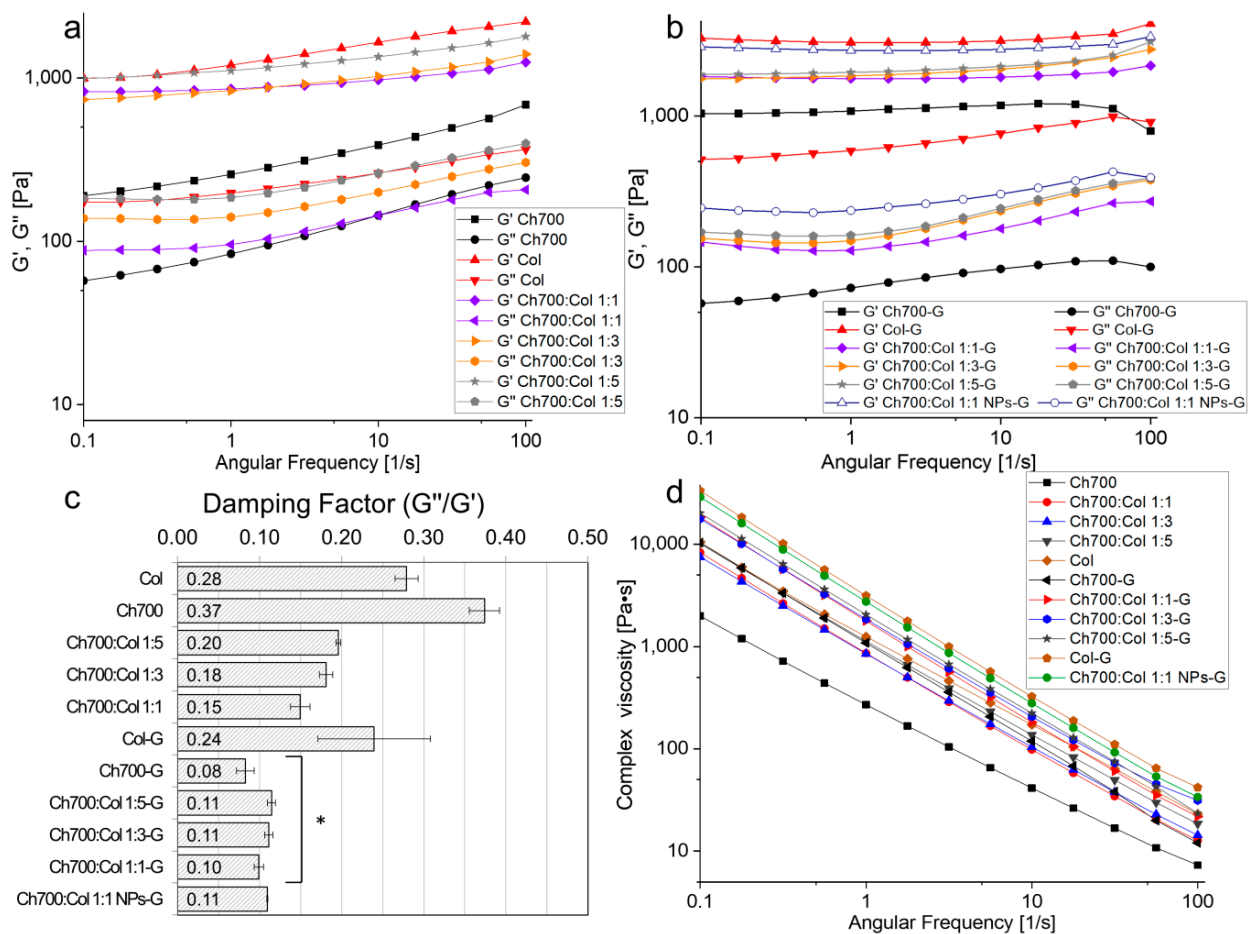 a
G', G" [Pa]
1,000
100
10
0.1 1 10 100
Angular Frequency [1/s]
G' Ch700
G" Ch700
G' Col
G" Col
G' Ch700:Col 1:1
G" Ch700:Col 1:1
G' Ch700:Col 1:3
G" Ch700:Col 1:3
G' Ch700:Col 1:5
G" Ch700:Col 1:5
b
G', G" [Pa]
1,000
100
10
0.1 1 10 100
Angular Frequency [1/s]
G' Ch700-G G" Ch700-G
G' Col-G G" Col-G
G' Ch700:Col 1:1-G G" Ch700:Col 1:1-G
G' Ch700:Col 1:3-G G" Ch700:Col 1:3-G
G' Ch700:Col 1:5-G G" Ch700:Col 1:5-G
G' Ch700:Col 1:1 NPs-G G" Ch700:Col 1:1 NPs-G
c
Damping Factor (G"/G')
0.00 0.10 0.20 0.30 0.40 0.50
Col 0.28
Ch700 0.37
Ch700:Col 1:5 0.20
Ch700:Col 1:3 0.18
Ch700:Col 1:1 0.15
Col-G 0.24
Ch700-G 0.08
Ch700:Col 1:5-G 0.11
Ch700:Col 1:3-G 0.11
Ch700:Col 1:1-G 0.10
Ch700:Col 1:1 NPs-G 0.11
*
d
Complex viscosity [Pa•s]
10,000
1,000
100
10
0.1 1 10 100
Angular Frequency [1/s]
Ch700
Ch700:Col 1:1
Ch700:Col 1:3
Ch700:Col 1:5
Col
Ch700-G
Ch700:Col 1:1-G
Ch700:Col 1:3-G
Ch700:Col 1:5-G
Col-G
Ch700:Col 1:1 NPs-G